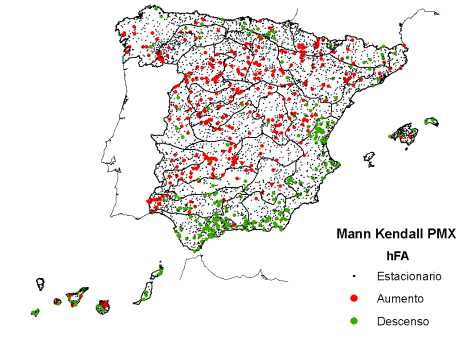 Mann Kendall PMX
hFA
Estacionario
Aumento
Descenso